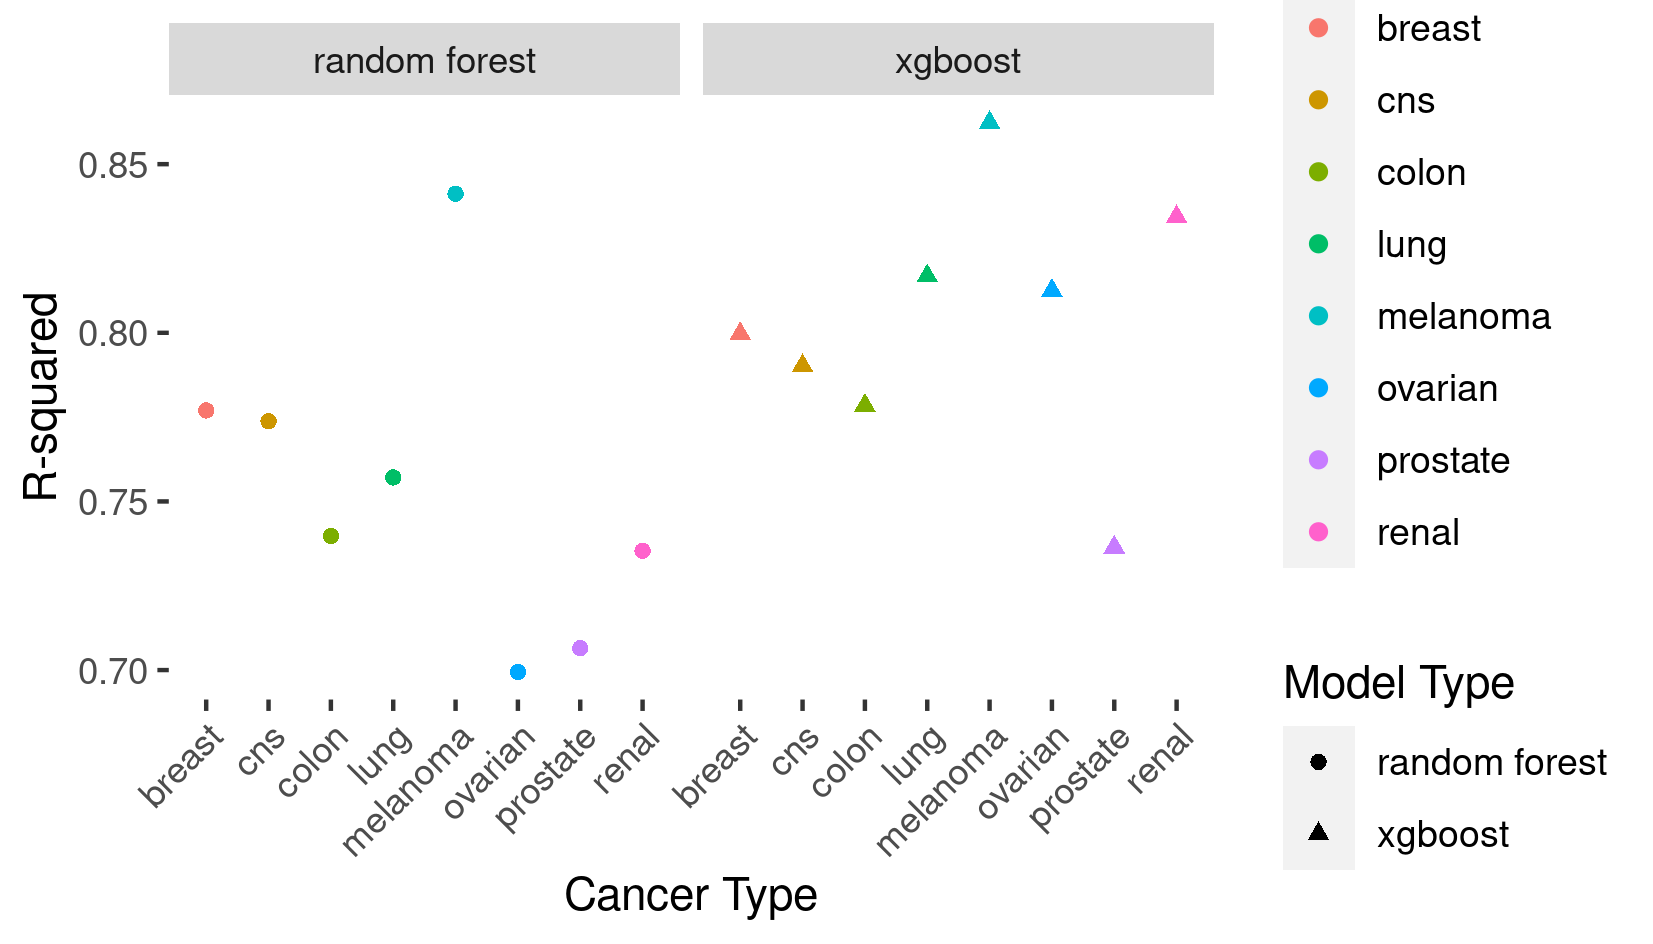 random forest
xgboost
R-squared
0.85
0.80
0.75
0.70
breast
cns
colon
lung
melanoma
ovarian
prostate
renal
breast
cns
colon
lung
melanoma
ovarian
prostate
renal
Cancer Type
breast
cns
colon
lung
melanoma
ovarian
prostate
renal
Model Type
random forest
xgboost